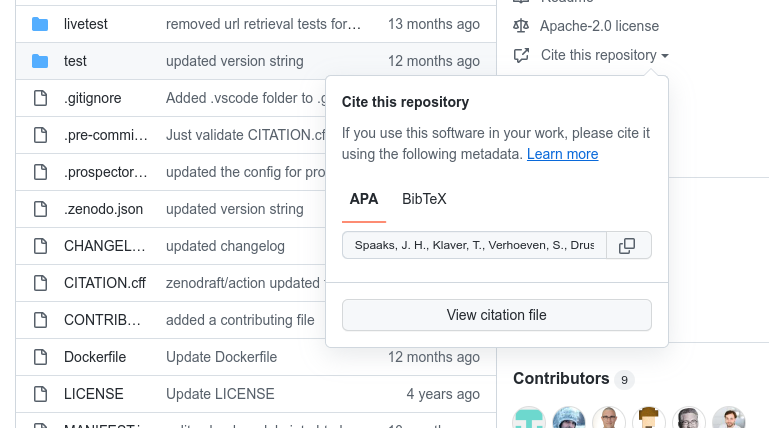 livetest removed url retrieval tests for… 13 months ago
test updated version string 12 months ago
.gitignore Added .vscode folder to .g
.pre-commi… Just validate CITATION.cf
.prospector… updated the config for pro
.zenodo.json updated version string
CHANGEL… updated changelog
CITATION.cff zenodraft/action updated
CONTRIB… added a contributing file
Dockerfile Update Dockerfile 12 months ago
LICENSE Update LICENSE 4 years ago
Apache-2.0 license
Cite this repository
Cite this repository
If you use this software in your work, please cite it
using the following metadata. Learn more
APA BibTeX
Spaaks, J. H., Klaver, T., Verhoeven, S., Drus
View citation file
Contributors 9